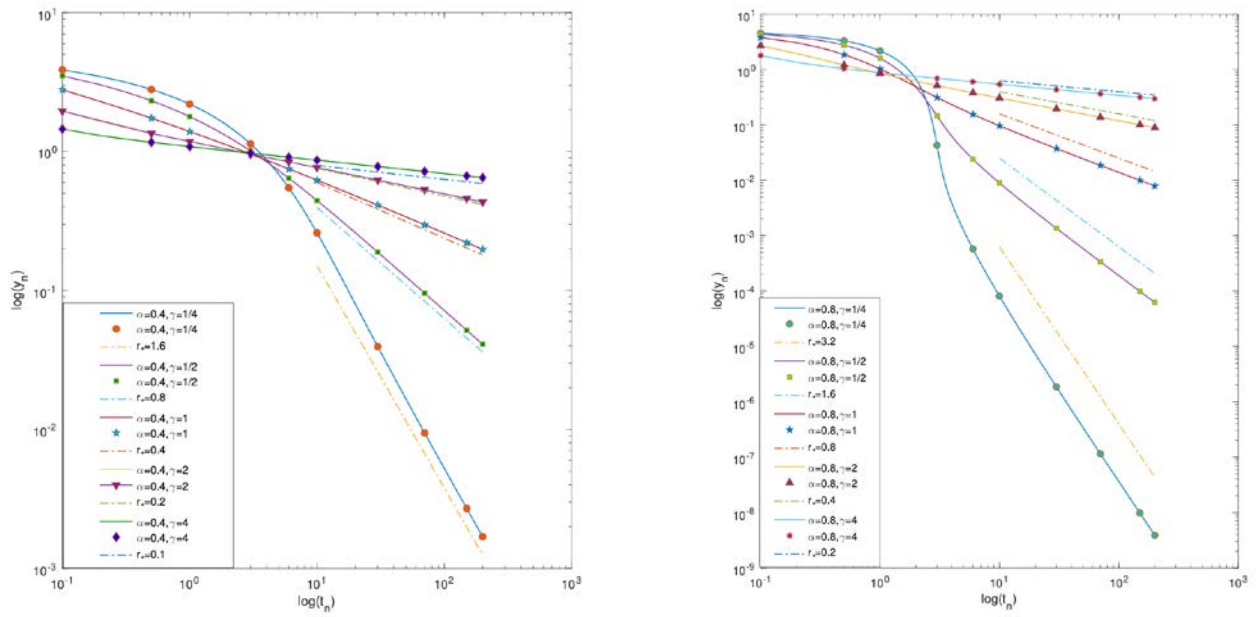 10^1
10^0
10^-1
10^-2
10^-3
log(y_n)
10^-1
10^0
10^1
10^2
10^3
log(t_n)
α=0.4,γ=1/4
α=0.4,γ=1/4
r_*=1.6
α=0.4,γ=1/2
α=0.4,γ=1/2
r_*=0.8
α=0.4,γ=1
α=0.4,γ=1
r_*=0.4
α=0.4,γ=2
α=0.4,γ=2
r_*=0.2
α=0.4,γ=4
α=0.4,γ=4
r_*=0.1
10^1
10^0
10^-1
10^-2
10^-3
10^-4
10^-5
10^-6
10^-7
10^-8
10^-9
log(y_n)
10^-1
10^0
10^1
10^2
10^3
log(t_n)
α=0.8,γ=1/4
α=0.8,γ=1/4
r_*=3.2
α=0.8,γ=1/2
α=0.8,γ=1/2
r_*=1.6
α=0.8,γ=1
α=0.8,γ=1
r_*=0.8
α=0.8,γ=2
α=0.8,γ=2
r_*=0.4
α=0.8,γ=4
α=0.8,γ=4
r_*=0.2